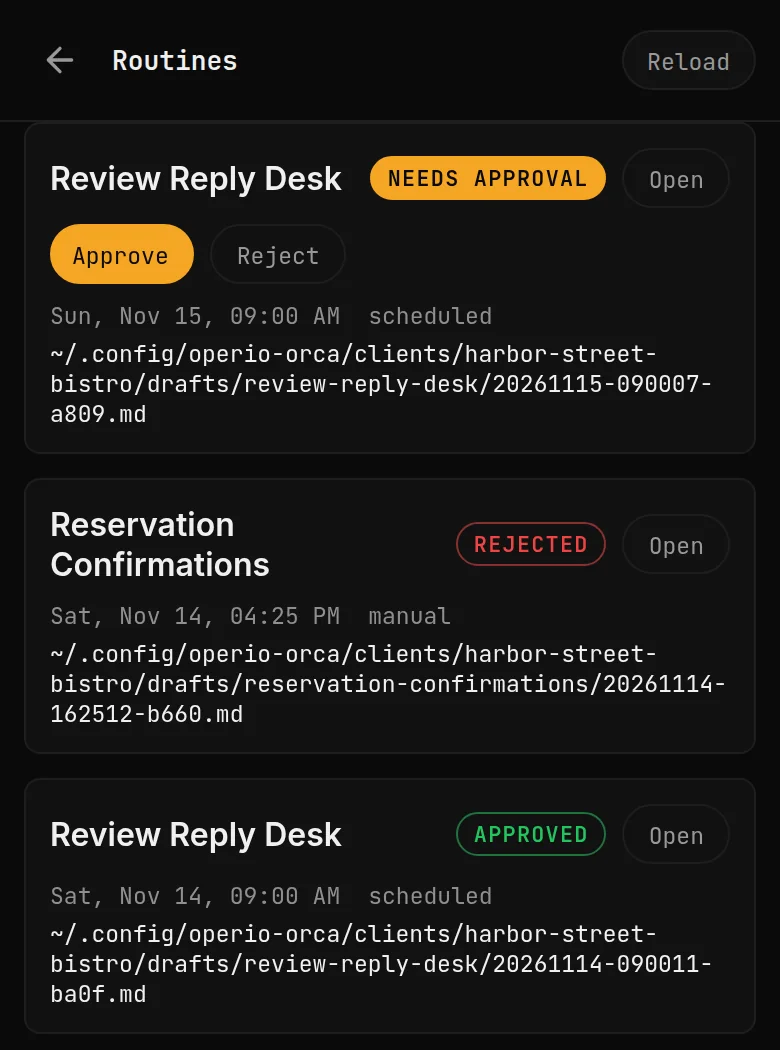 Routines
Reload
Review Reply Desk
NEEDS APPROVAL
Open
Approve
Reject
Sun, Nov 15, 09:00 AM scheduled
~/.config/operio-orca/clients/harbor-street-
bistro/drafts/review-reply-desk/20261115-090007-
a809.md
Reservation
Confirmations
REJECTED
Open
Sat, Nov 14, 04:25 PM manual
~/.config/operio-orca/clients/harbor-street-
bistro/drafts/reservation-confirmations/20261114-
162512-b660.md
Review Reply Desk
APPROVED
Open
Sat, Nov 14, 09:00 AM scheduled
~/.config/operio-orca/clients/harbor-street-
bistro/drafts/review-reply-desk/20261114-090011-
ba0f.md